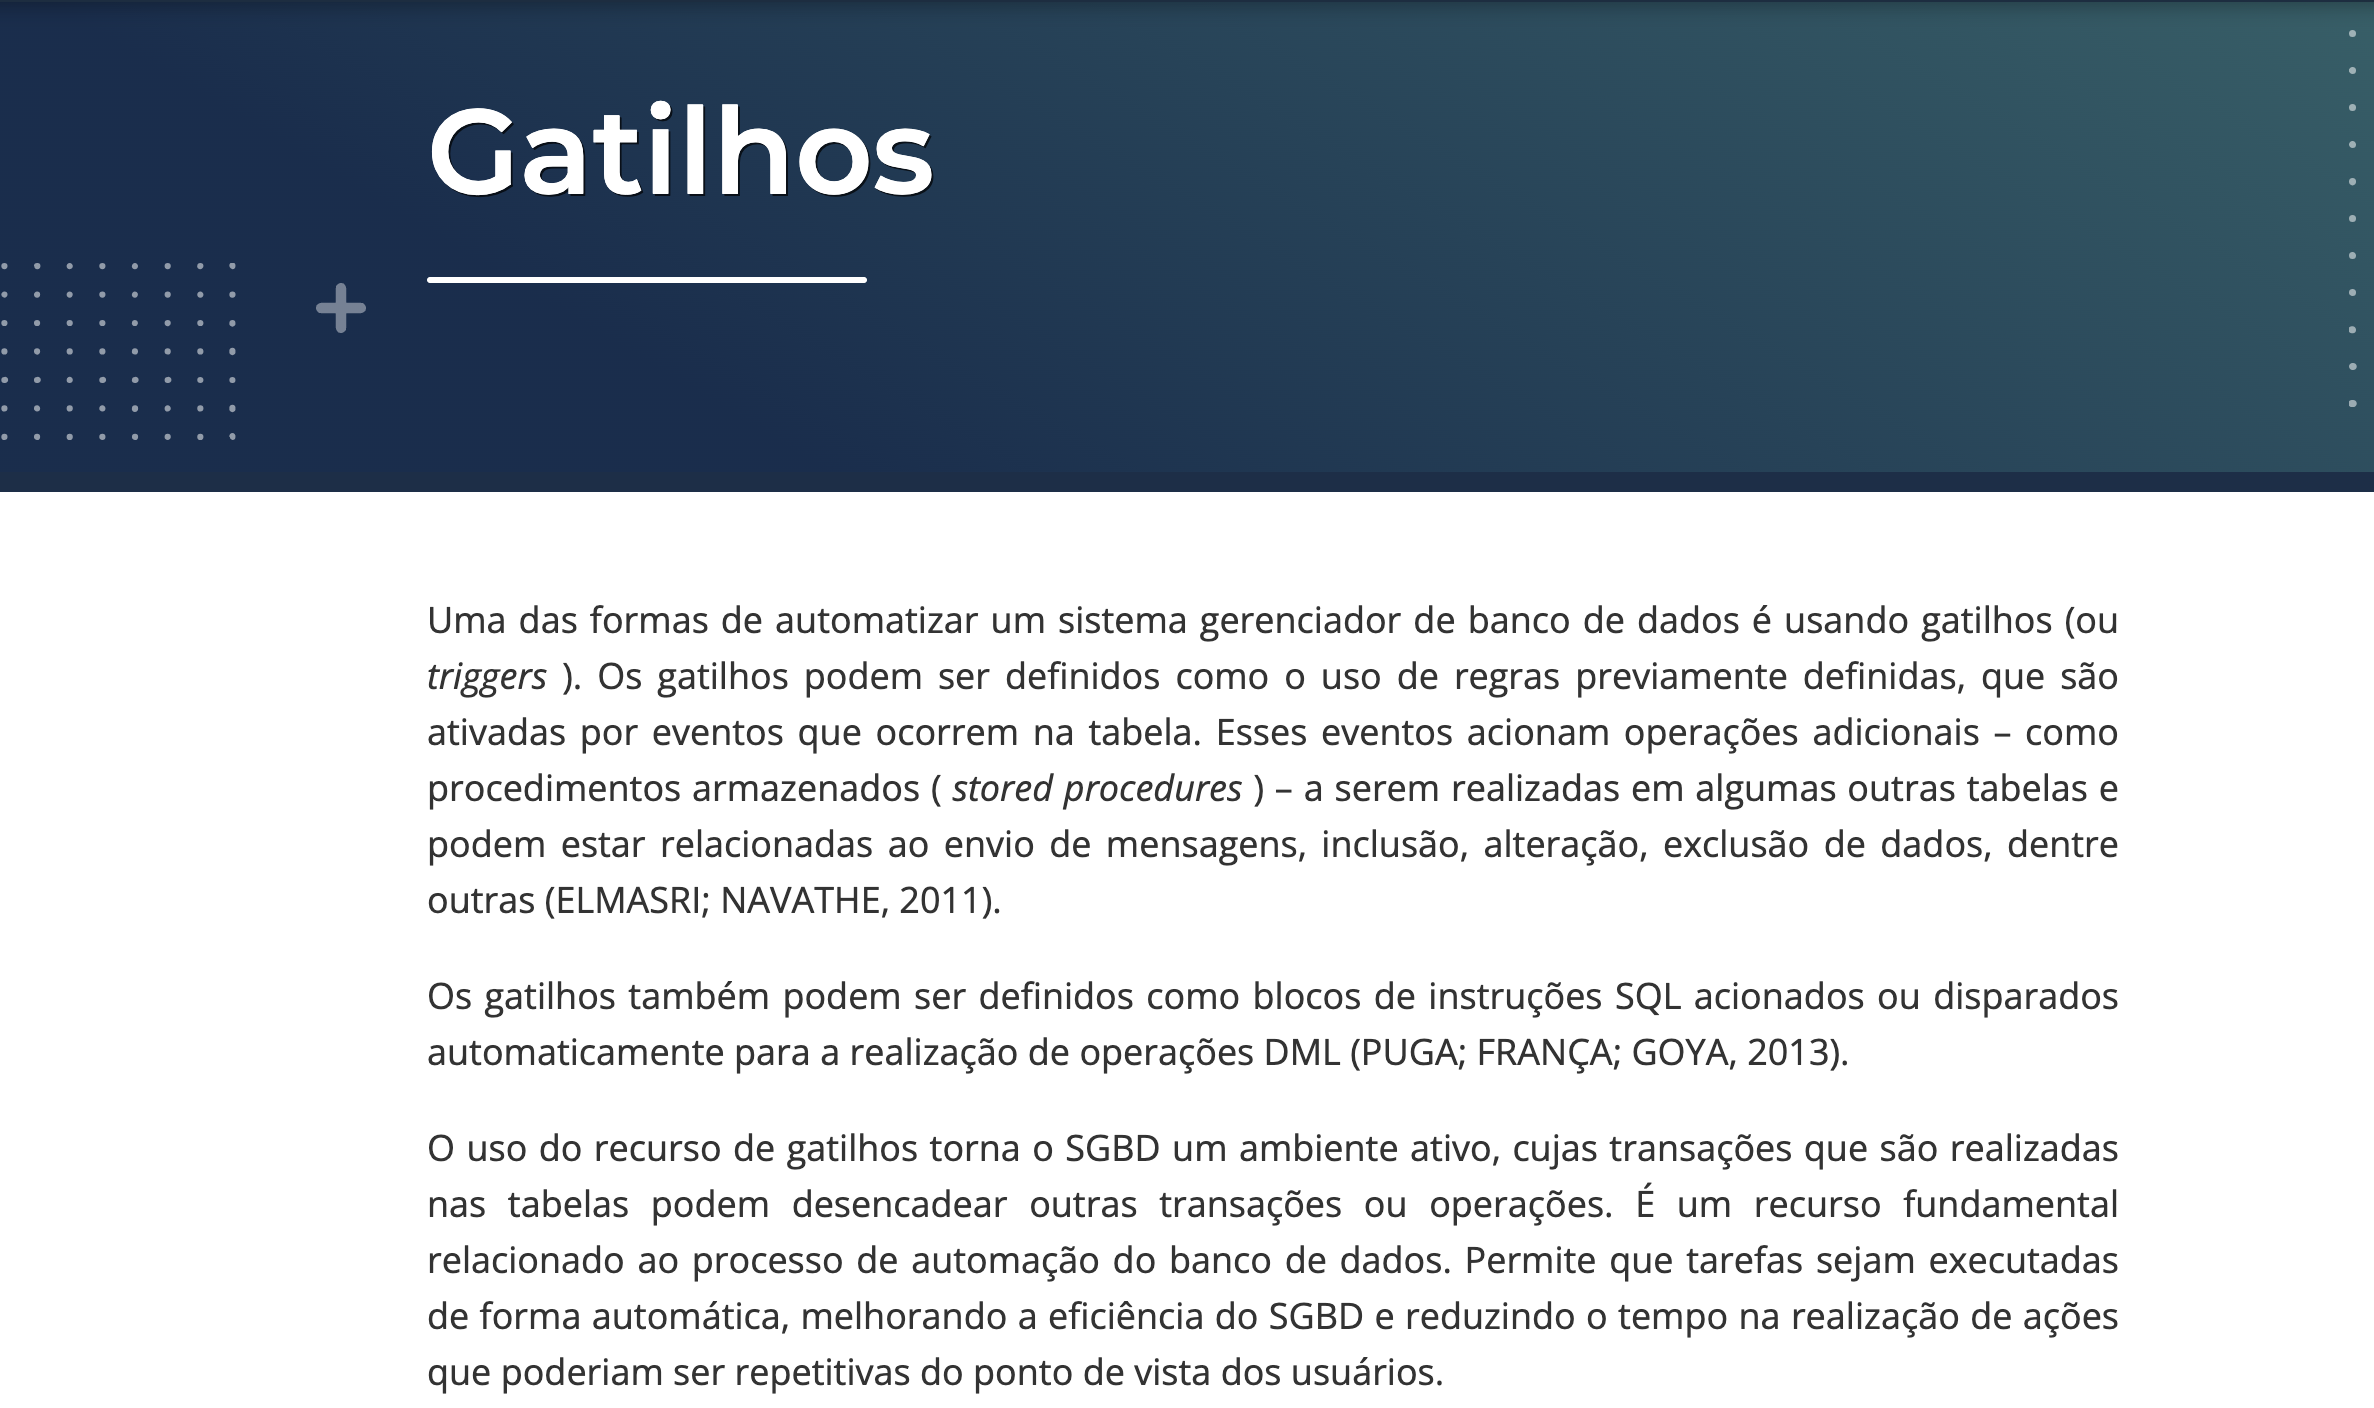 Gatilhos
Uma das formas de automatizar um sistema gerenciador de banco de dados é usando gatilhos (ou
triggers ). Os gatilhos podem ser definidos como o uso de regras previamente definidas, que são
ativadas por eventos que ocorrem na tabela. Esses eventos acionam operações adicionais – como
procedimentos armazenados ( stored procedures ) – a serem realizadas em algumas outras tabelas e
podem estar relacionadas ao envio de mensagens, inclusão, alteração, exclusão de dados, dentre
outras (ELMASRI; NAVATHE, 2011).
Os gatilhos também podem ser definidos como blocos de instruções SQL acionados ou disparados
automaticamente para a realização de operações DML (PUGA; FRANÇA; GOYA, 2013).
O uso do recurso de gatilhos torna o SGBD um ambiente ativo, cujas transações que são realizadas
nas tabelas podem desencadear outras transações ou operações. É um recurso fundamental
relacionado ao processo de automação do banco de dados. Permite que tarefas sejam executadas
de forma automática, melhorando a eficiência do SGBD e reduzindo o tempo na realização de ações
que poderiam ser repetitivas do ponto de vista dos usuários.